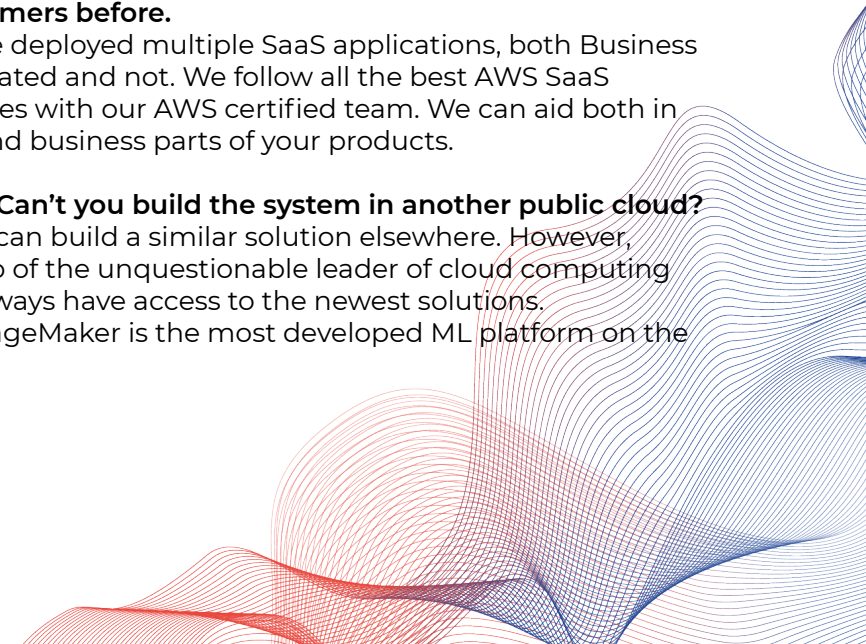 mers before.
e deployed multiple SaaS applications, both Business
ated and not. We follow all the best AWS SaaS
es with our AWS certified team. We can aid both in
nd business parts of your products.
Can’t you build the system in another public cloud?
can build a similar solution elsewhere. However,
p of the unquestionable leader of cloud computing
ways have access to the newest solutions.
ageMaker is the most developed ML platform on the